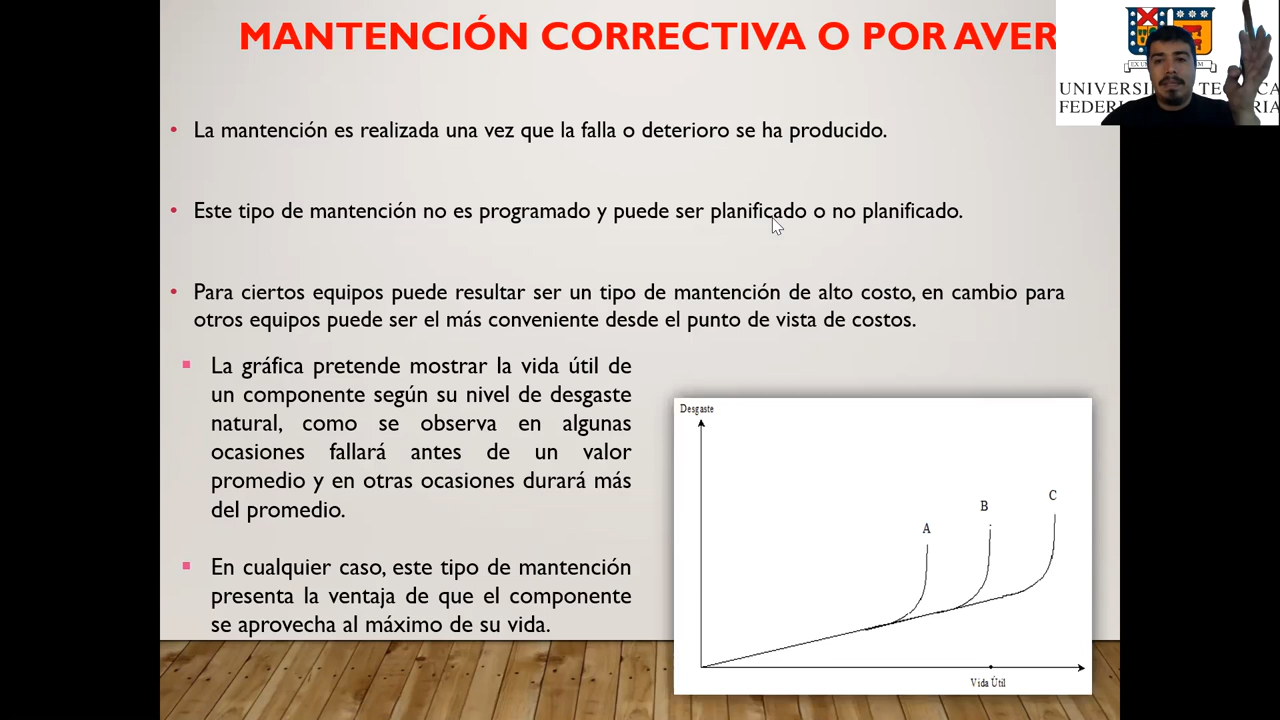 MANTENCIÓN CORRECTIVA O POR AVER
UNIVERSI TÉCNICA
FEDERIC RIA
La mantención es realizada una vez que la falla o deterioro se ha producido.
Este tipo de mantención no es programado y puede ser planificado o no planificado.
Para ciertos equipos puede resultar ser un tipo de mantención de alto costo, en cambio para
otros equipos puede ser el más conveniente desde el punto de vista de costos.
La gráfica pretende mostrar la vida útil de
un componente según su nivel de desgaste
natural, como se observa en algunas
ocasiones fallará antes de un valor
promedio y en otras ocasiones durará más
del promedio.
En cualquier caso, este tipo de mantención
presenta la ventaja de que el componente
se aprovecha al máximo de su vida.
Desgaste
A
B
C
Vida Útil